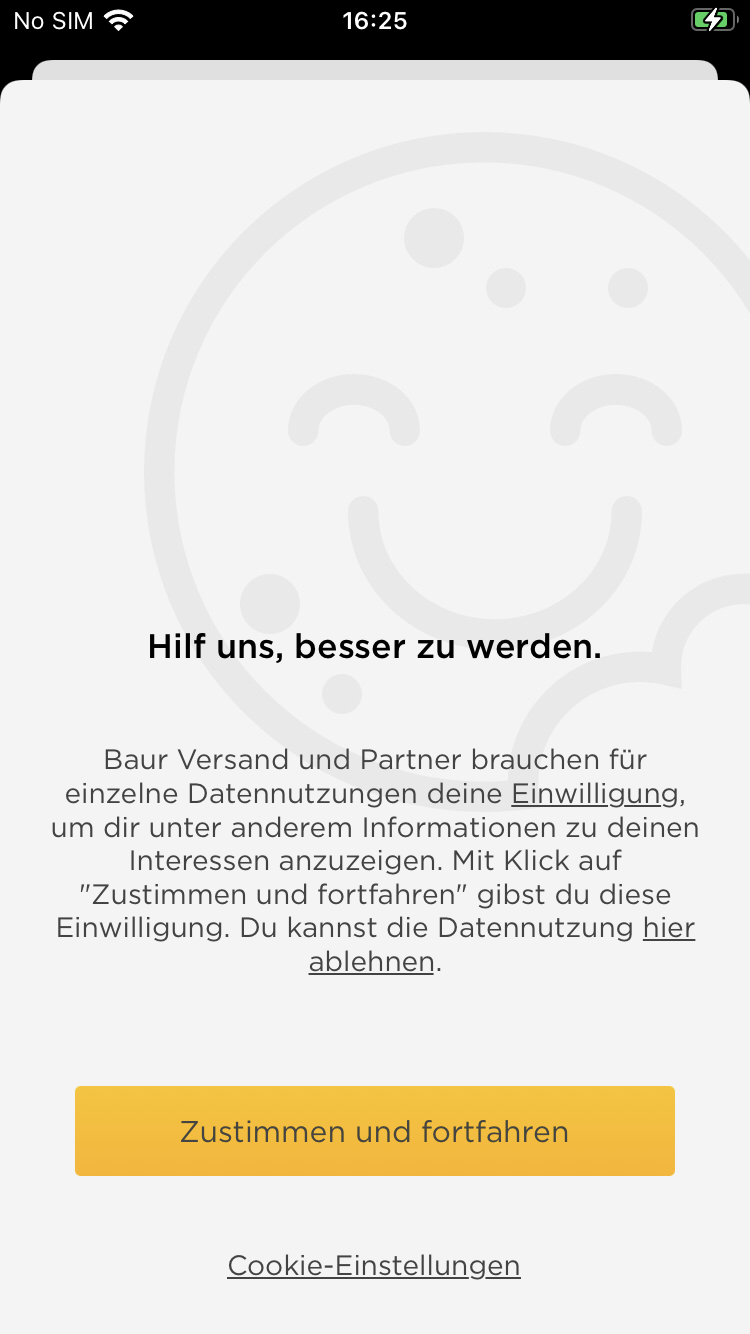 No SIM 16:25
Hilf uns, besser zu werden.
Baur Versand und Partner brauchen für
einzelne Datennutzungen deine Einwilligung,
um dir unter anderem Informationen zu deinen
Interessen anzuzeigen. Mit Klick auf
"Zustimmen und fortfahren" gibst du diese
Einwilligung. Du kannst die Datennutzung hier
ablehnen.
Zustimmen und fortfahren
Cookie-Einstellungen